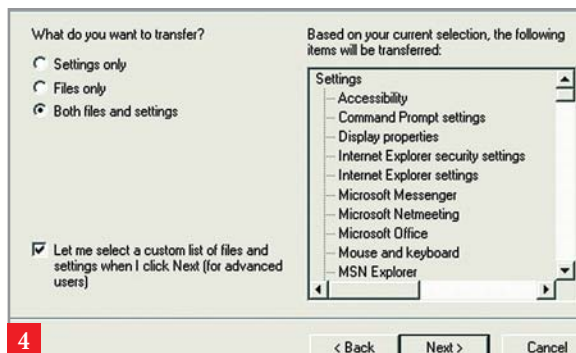 What do you want to transfer?
Settings only
Files only
Both files and settings
Let me select a custom list of files and
settings when I click Next (for advanced
users)
Based on your current selection, the following
items will be transferred:
Settings
Accessibility
Command Prompt settings
Display properties
Internet Explorer security settings
Internet Explorer settings
Microsoft Messenger
Microsoft Netmeeting
Microsoft Office
Mouse and keyboard
MSN Explorer
4
< Back
Next >
Cancel